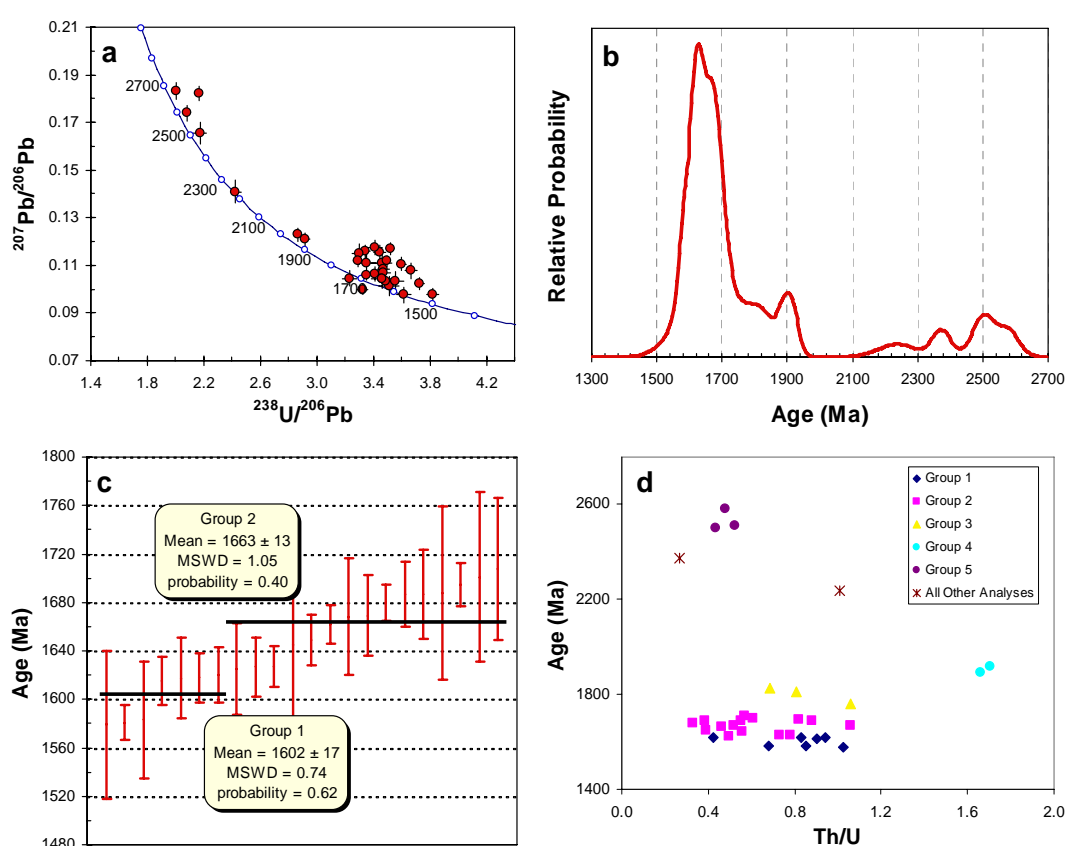 a
0.21
0.19
0.17
0.15
0.13
0.11
0.09
0.07
207Pb/206Pb
2700
2500
2300
2100
1900
1700
1500
1.4 1.8 2.2 2.6 3.0 3.4 3.8 4.2
238U/206Pb
b
Relative Probability
1300 1500 1700 1900 2100 2300 2500 2700
Age (Ma)
c
1800
1760
1720
1680
1640
1600
1560
1520
1480
Age (Ma)
Group 2
Mean = 1663 ± 13
MSWD = 1.05
probability = 0.40
Group 1
Mean = 1602 ± 17
MSWD = 0.74
probability = 0.62
d
2600
2200
1800
1400
Age (Ma)
Group 1
Group 2
Group 3
Group 4
Group 5
All Other Analyses
0.0 0.4 0.8 1.2 1.6 2.0
Th/U